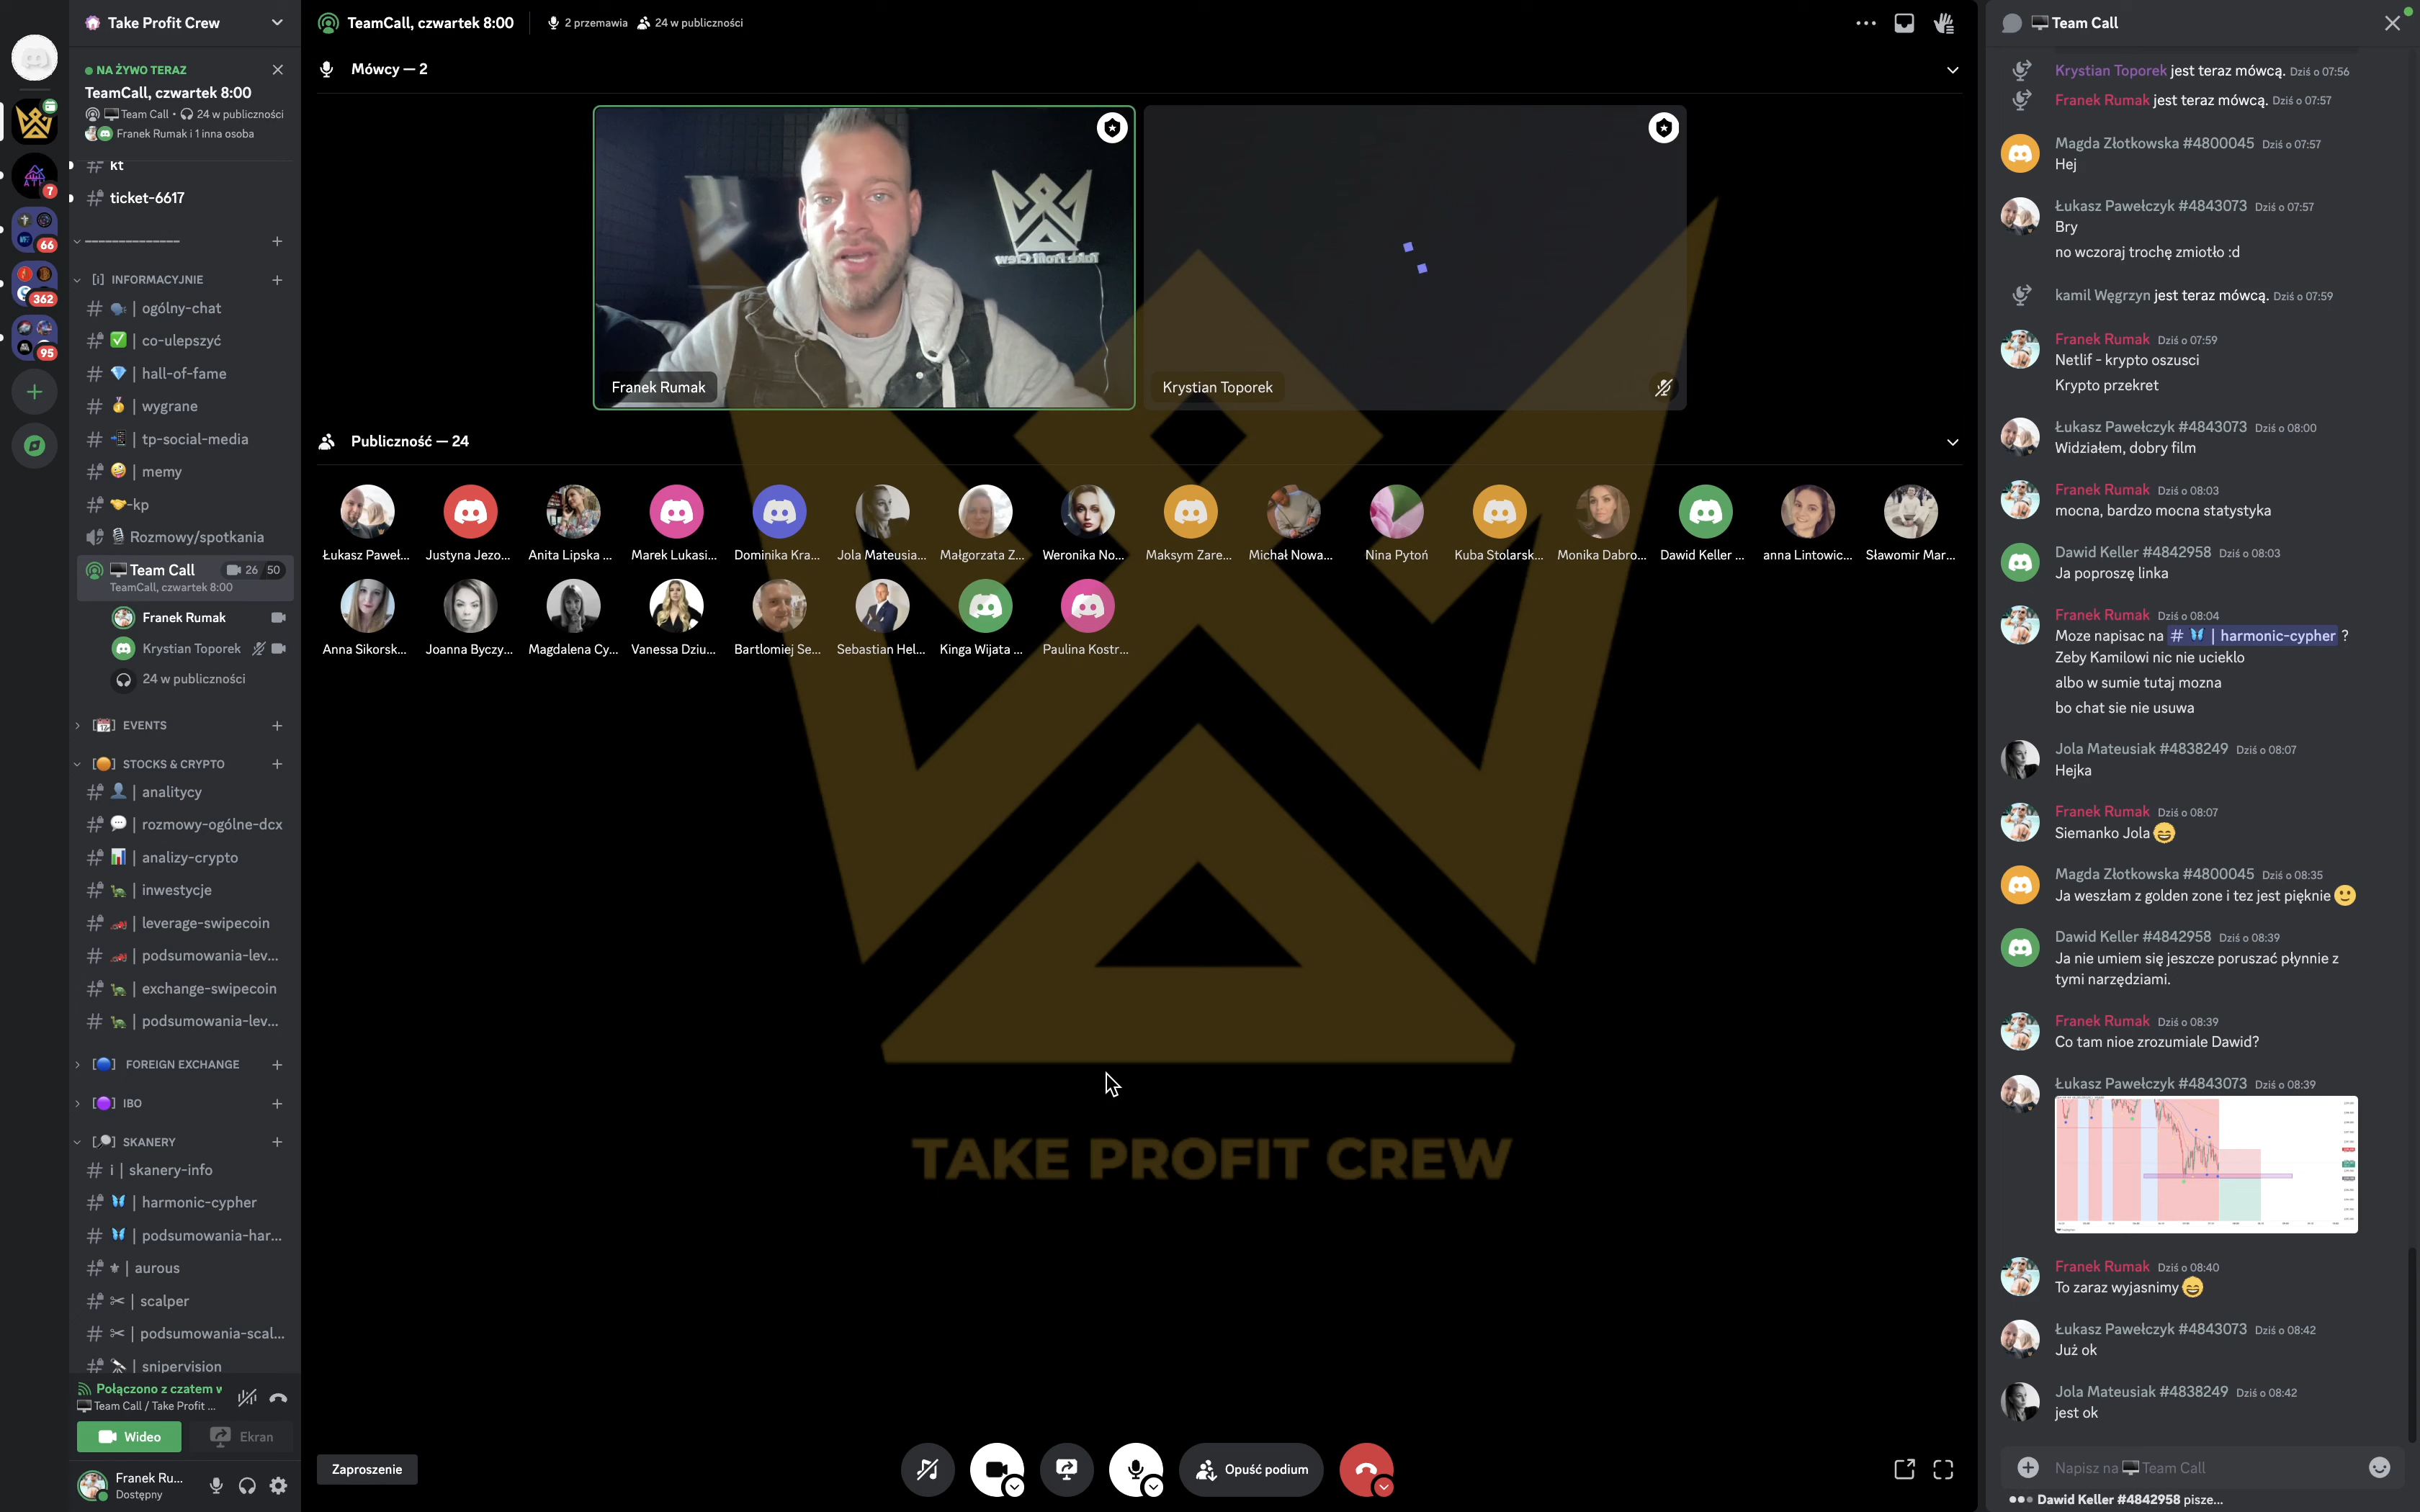 Take Profit Crew
NA ŻYWO TERAZ
TeamCall, czwartek 8:00
Team Call • 24 w publiczności
Franek Rumak i 1 inna osoba
kt
ticket-6617
INFORMACYJNIE
ogólny-chat
co-ulepszyć
hall-of-fame
wygrane
tp-social-media
memy
-kp
Rozmowy/spotkania
Team Call 26 50
TeamCall, czwartek 8:00
Franek Rumak
Krystian Toporek
24 w publiczności
EVENTS
STOCKS & CRYPTO
analitycy
rozmowy-ogólne-dcx
analizy-crypto
inwestycje
leverage-swipecoin
podsumowania-lev...
exchange-swipecoin
podsumowania-lev...
FOREIGN EXCHANGE
IBO
SKANERY
i | skanery-info
harmonic-cypher
podsumowania-har...
aurous
scalper
podsumowania-scal...
snipervision
Połączono z czatem w
Team Call / Take Profit ...
Wideo
Ekran
Franek Ru...
Dostępny
7
66
362
95
TeamCall, czwartek 8:00
2 przemawia 24 w publiczności
Mówcy — 2
Take Profit Crew
Franek Rumak
Krystian Toporek
Publiczność — 24
Łukasz Paweł... Justyna Jezo... Anita Lipska ... Marek Lukasi... Dominika Kra... Jola Mateusia... Małgorzata Z... Weronika No... Maksym Zare... Michał Nowa... Nina Pytoń Kuba Stolarsk... Monika Dabro... Dawid Keller ... anna Lintowic... Sławomir Mar...
Anna Sikorsk... Joanna Byczy... Magdalena Cy... Vanessa Dziu... Bartlomiej Se... Sebastian Hel... Kinga Wijata ... Paulina Kostr...
TAKE PROFIT CREW
Zaproszenie
Opuść podium
Team Call
Krystian Toporek jest teraz mówcą. Dziś o 07:56
Franek Rumak jest teraz mówcą. Dziś o 07:57
Magda Złotkowska #4800045 Dziś o 07:57
Hej
Łukasz Pawełczyk #4843073 Dziś o 07:57
Bry
no wczoraj trochę zmiotło :d
kamil Węgrzyn jest teraz mówcą. Dziś o 07:59
Franek Rumak Dziś o 07:59
Netlif - krypto oszusci
Krypto przekret
Łukasz Pawełczyk #4843073 Dziś o 08:00
Widziałem, dobry film
Franek Rumak Dziś o 08:03
mocna, bardzo mocna statystyka
Dawid Keller #4842958 Dziś o 08:03
Ja poproszę linka
Franek Rumak Dziś o 08:04
Moze napisac na # | harmonic-cypher ?
Zeby Kamilowi nic nie ucieklo
albo w sumie tutaj mozna
bo chat sie nie usuwa
Jola Mateusiak #4838249 Dziś o 08:07
Hejka
Franek Rumak Dziś o 08:07
Siemanko Jola
Magda Złotkowska #4800045 Dziś o 08:35
Ja weszłam z golden zone i tez jest pięknie
Dawid Keller #4842958 Dziś o 08:39
Ja nie umiem się jeszcze poruszać płynnie z
tymi narzędziami.
Franek Rumak Dziś o 08:39
Co tam nioe zrozumiale Dawid?
Łukasz Pawełczyk #4843073 Dziś o 08:39
Franek Rumak Dziś o 08:40
To zaraz wyjasnimy
Łukasz Pawełczyk #4843073 Dziś o 08:42
Już ok
Jola Mateusiak #4838249 Dziś o 08:42
jest ok
Napisz na Team Call
Dawid Keller #4842958 pisze...